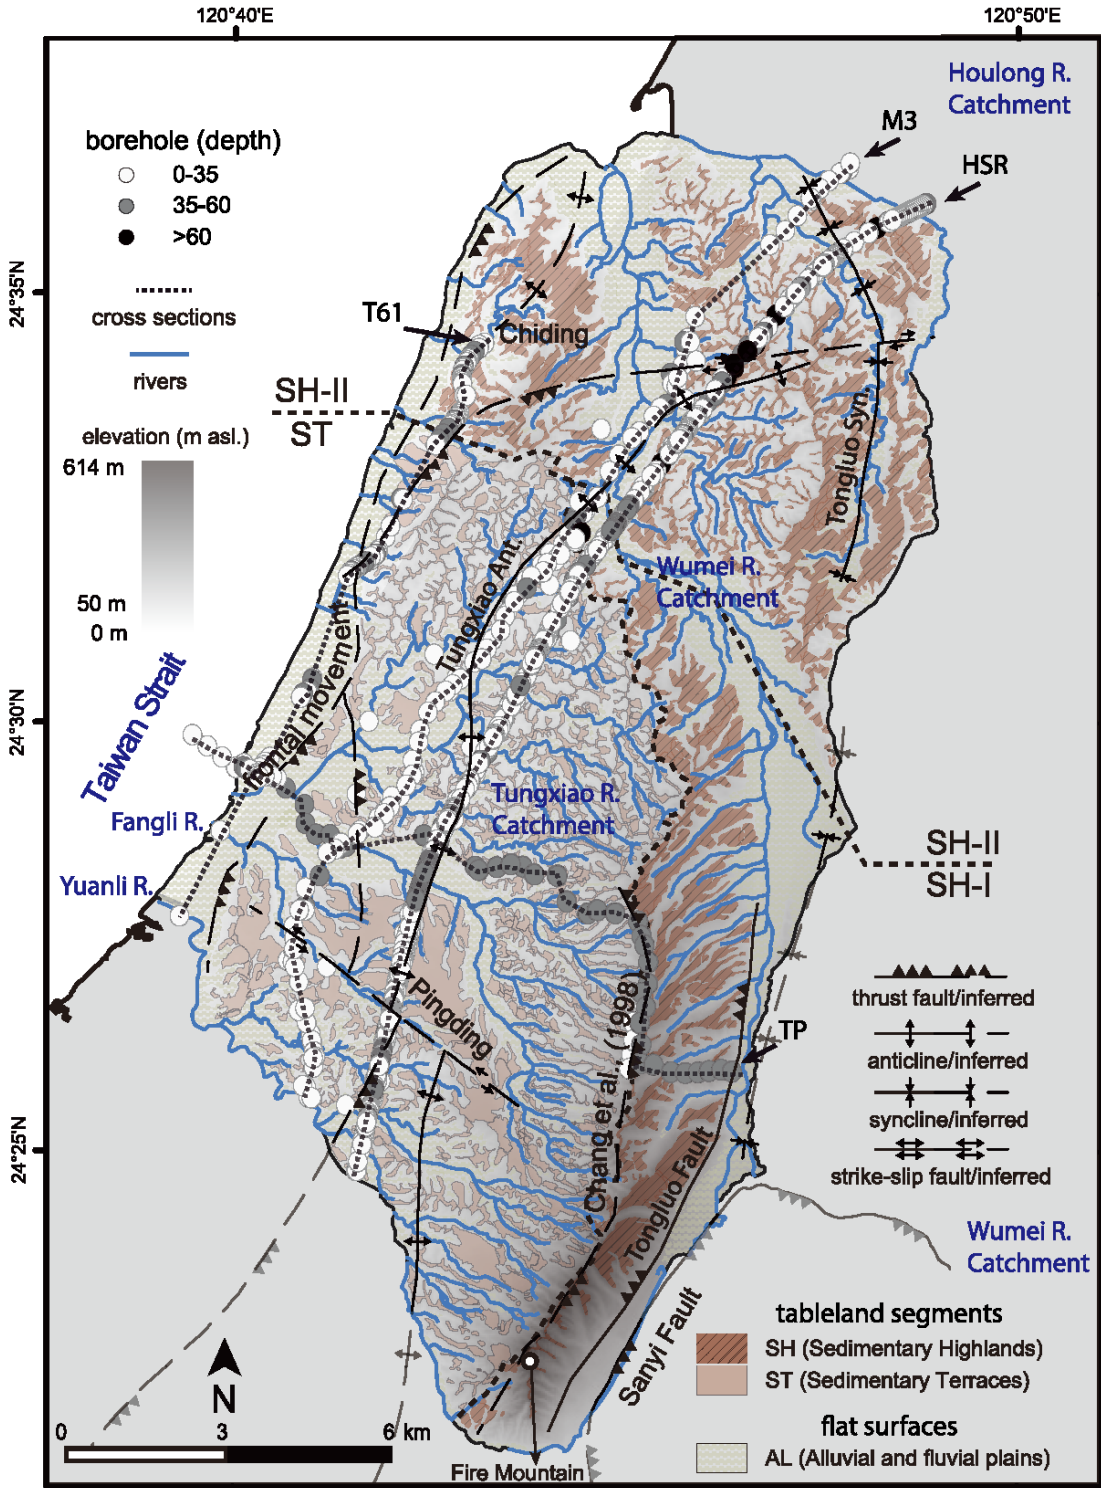 120°40'E
120°50'E
Houlong R.
Catchment
M3
HSR
borehole (depth)
0-35
35-60
>60
cross sections
rivers
elevation (m asl.)
614 m
50 m
0 m
24°35'N
24°30'N
24°25'N
T61
Chiding
SH-II
ST
Tongluo Syn.
Tungxiao Ant.
Wumei R.
Catchment
frontal movement
Taiwan Strait
Tungxiao R.
Catchment
Fangli R.
Yuanli R.
SH-II
SH-I
Pingding
Chang et al., (1998)
TP
thrust fault/inferred
anticline/inferred
syncline/inferred
strike-slip fault/inferred
Tongluo Fault
Wumei R.
Catchment
Sanyi Fault
tableland segments
SH (Sedimentary Highlands)
ST (Sedimentary Terraces)
flat surfaces
AL (Alluvial and fluvial plains)
N
0
3
6 km
Fire Mountain